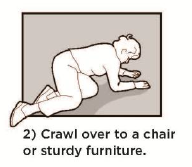 2) Crawl over to a chair
or sturdy furniture.